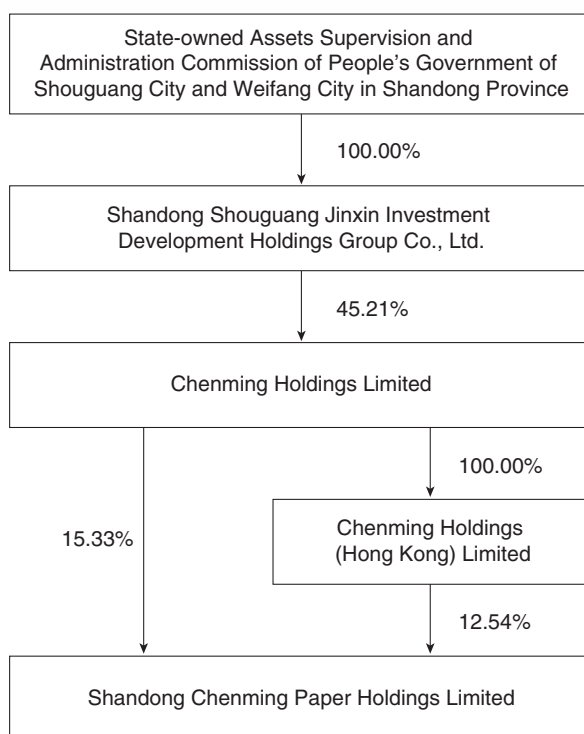 State-owned Assets Supervision and
Administration Commission of People's Government of
Shouguang City and Weifang City in Shandong Province
100.00%
Shandong Shouguang Jinxin Investment
Development Holdings Group Co., Ltd.
45.21%
Chenming Holdings Limited
100.00%
15.33%
Chenming Holdings
(Hong Kong) Limited
12.54%
Shandong Chenming Paper Holdings Limited